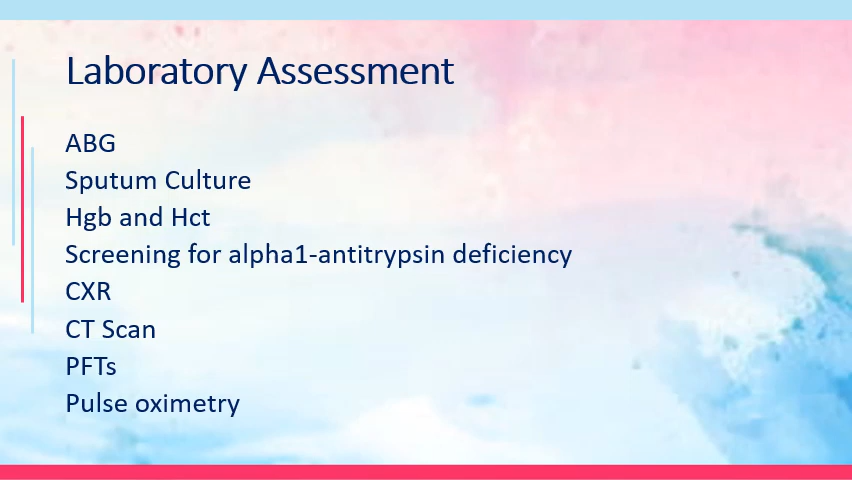 Laboratory Assessment
ABG
Sputum Culture
Hgb and Hct
Screening for alpha1-antitrypsin deficiency
CXR
CT Scan
PFTs
Pulse oximetry